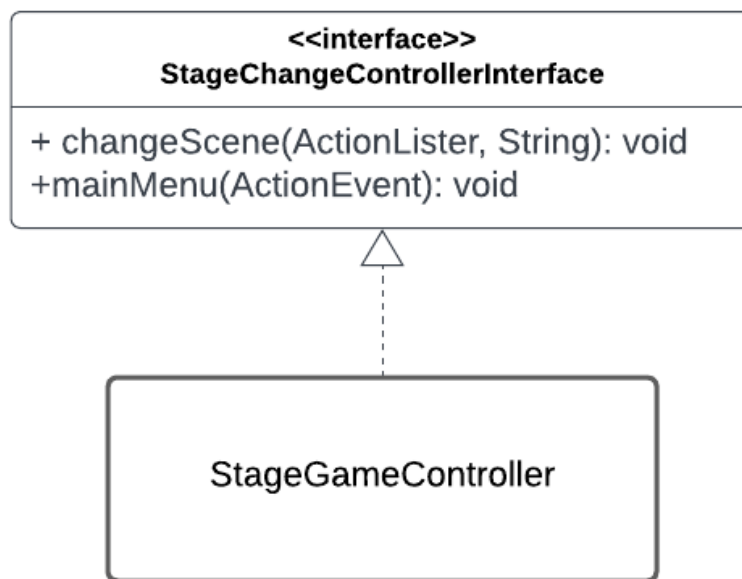 <<interface>>
StageChangeControllerInterface
+ changeScene(ActionLister, String): void
+mainMenu(ActionEvent): void
StageGameController